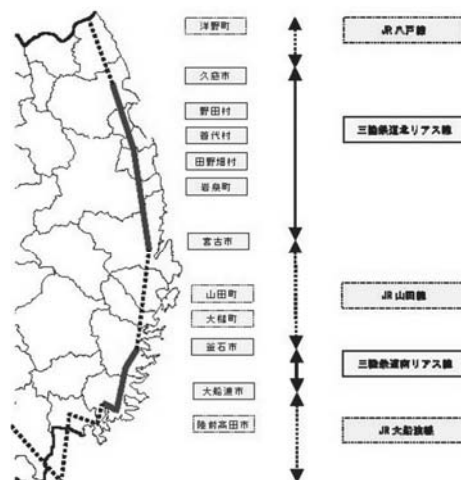 洋野町
JR八戸線
久慈市
野田村
普代村
三陸鉄道北リアス線
田野畑村
岩泉町
宮古市
山田町
JR山田線
大槌町
釜石市
三陸鉄道南リアス線
大船渡市
陸前高田市
JR大船渡線